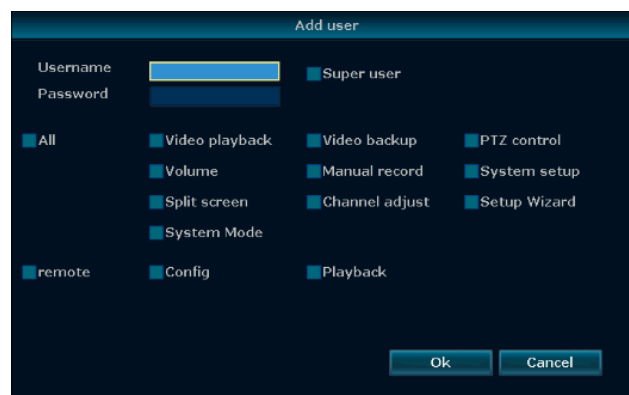 Add user
Username
Super user
Password
All Video playback Video backup PTZ control
Volume Manual record System setup
Split screen Channel adjust Setup Wizard
System Mode
remote Config Playback
Ok Cancel